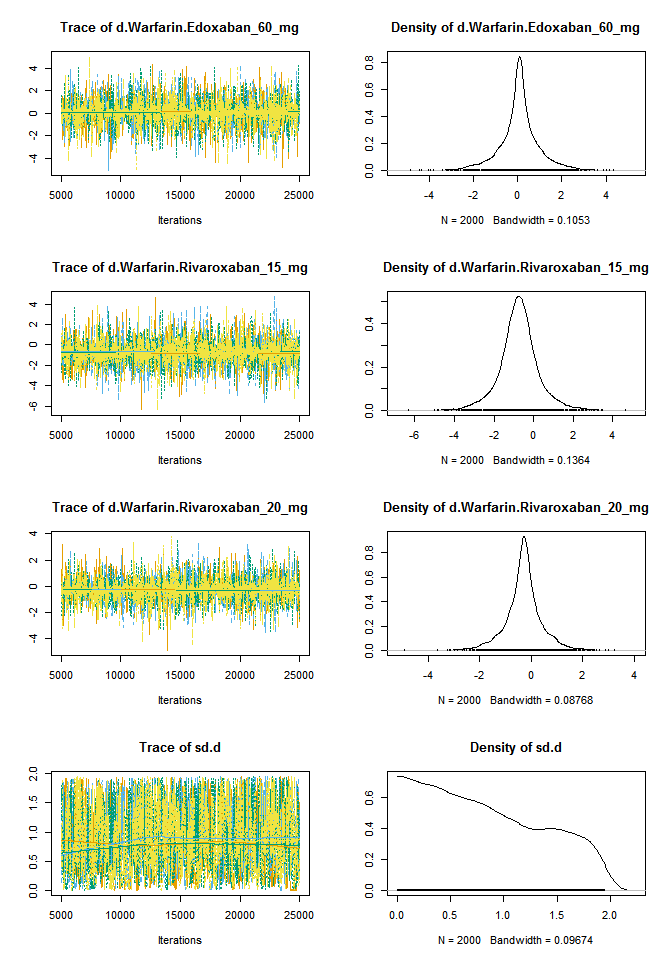 Trace of d.Warfarin.Edoxaban_60_mg
4
2
0
-2
-4
5000 10000 15000 20000 25000
Iterations
Density of d.Warfarin.Edoxaban_60_mg
0.8
0.6
0.4
0.2
0.0
-4 -2 0 2 4
N = 2000 Bandwidth = 0.1053
Trace of d.Warfarin.Rivaroxaban_15_mg
4
2
0
-2
-4
-6
5000 10000 15000 20000 25000
Iterations
Density of d.Warfarin.Rivaroxaban_15_mg
0.4
0.2
0.0
-6 -4 -2 0 2 4
N = 2000 Bandwidth = 0.1364
Trace of d.Warfarin.Rivaroxaban_20_mg
4
2
0
-2
-4
5000 10000 15000 20000 25000
Iterations
Density of d.Warfarin.Rivaroxaban_20_mg
0.8
0.6
0.4
0.2
0.0
-4 -2 0 2 4
N = 2000 Bandwidth = 0.08768
Trace of sd.d
2.0
1.5
1.0
0.5
0.0
5000 10000 15000 20000 25000
Iterations
Density of sd.d
0.6
0.4
0.2
0.0
0.0 0.5 1.0 1.5 2.0
N = 2000 Bandwidth = 0.09674